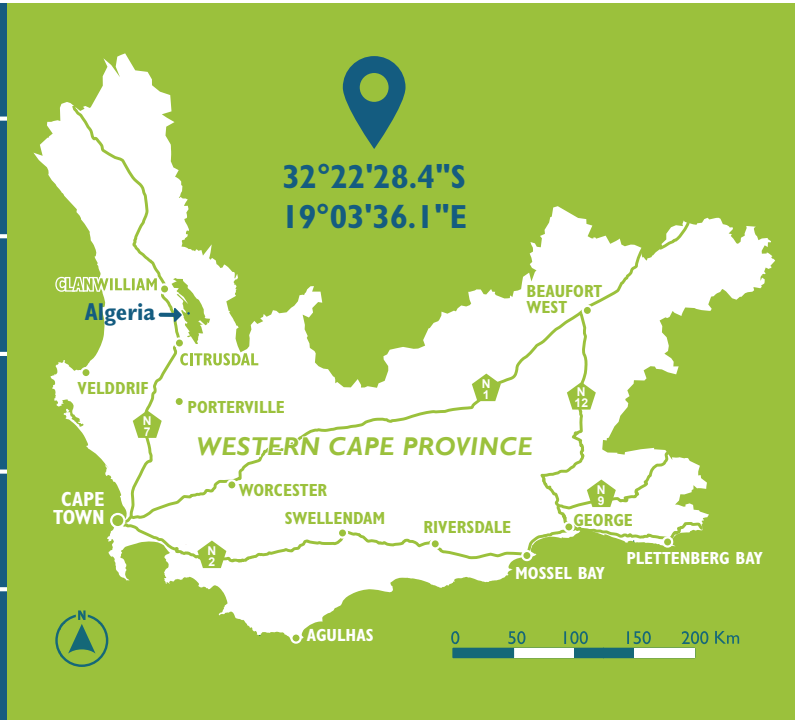 32°22'28.4"S
19°03'36.1"E
CLANWILLIAM
Algeria
BEAUFORT
WEST
CITRUSDAL
VELDDRIF
PORTERVILLE
N
1
N
12
N
7
WESTERN CAPE PROVINCE
WORCESTER
N
9
CAPE
TOWN
SWELLENDAM
RIVERSDALE
GEORGE
N
2
MOSSEL BAY
PLETTENBERG BAY
AGULHAS
N
0 50 100 150 200 Km